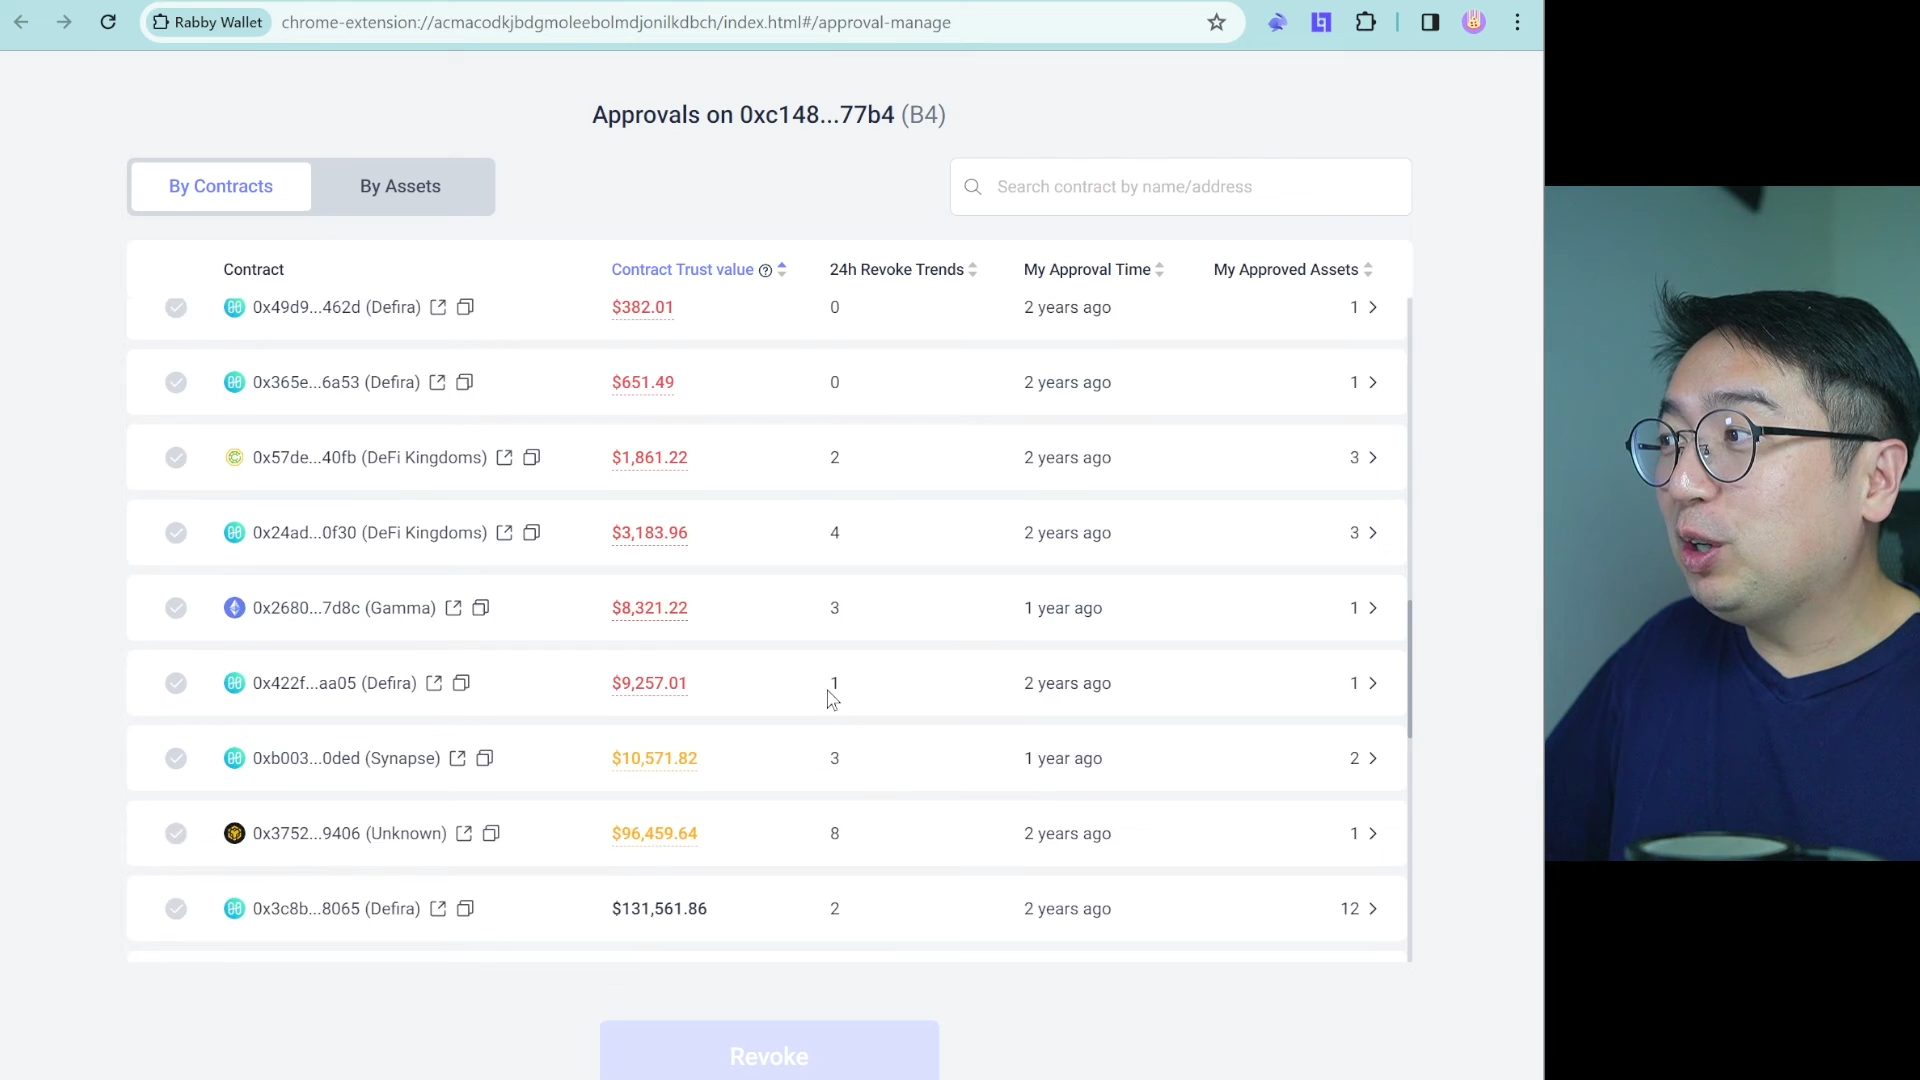 Rabby Wallet chrome-extension://acmacodkjbdgmoleebolmdjonilkdbch/index.html#/approval-manage
Approvals on 0xc148...77b4 (B4)
By Contracts By Assets Search contract by name/address
Contract Contract Trust value 24h Revoke Trends My Approval Time My Approved Assets
0x49d9...462d (Defira) $382.01 0 2 years ago 1
0x365e...6a53 (Defira) $651.49 0 2 years ago 1
0x57de...40fb (DeFi Kingdoms) $1,861.22 2 2 years ago 3
0x24ad...0f30 (DeFi Kingdoms) $3,183.96 4 2 years ago 3
0x2680...7d8c (Gamma) $8,321.22 3 1 year ago 1
0x422f...aa05 (Defira) $9,257.01 1 2 years ago 1
0xb003...0ded (Synapse) $10,571.82 3 1 year ago 2
0x3752...9406 (Unknown) $96,459.64 8 2 years ago 1
0x3c8b...8065 (Defira) $131,561.86 2 2 years ago 12
Revoke